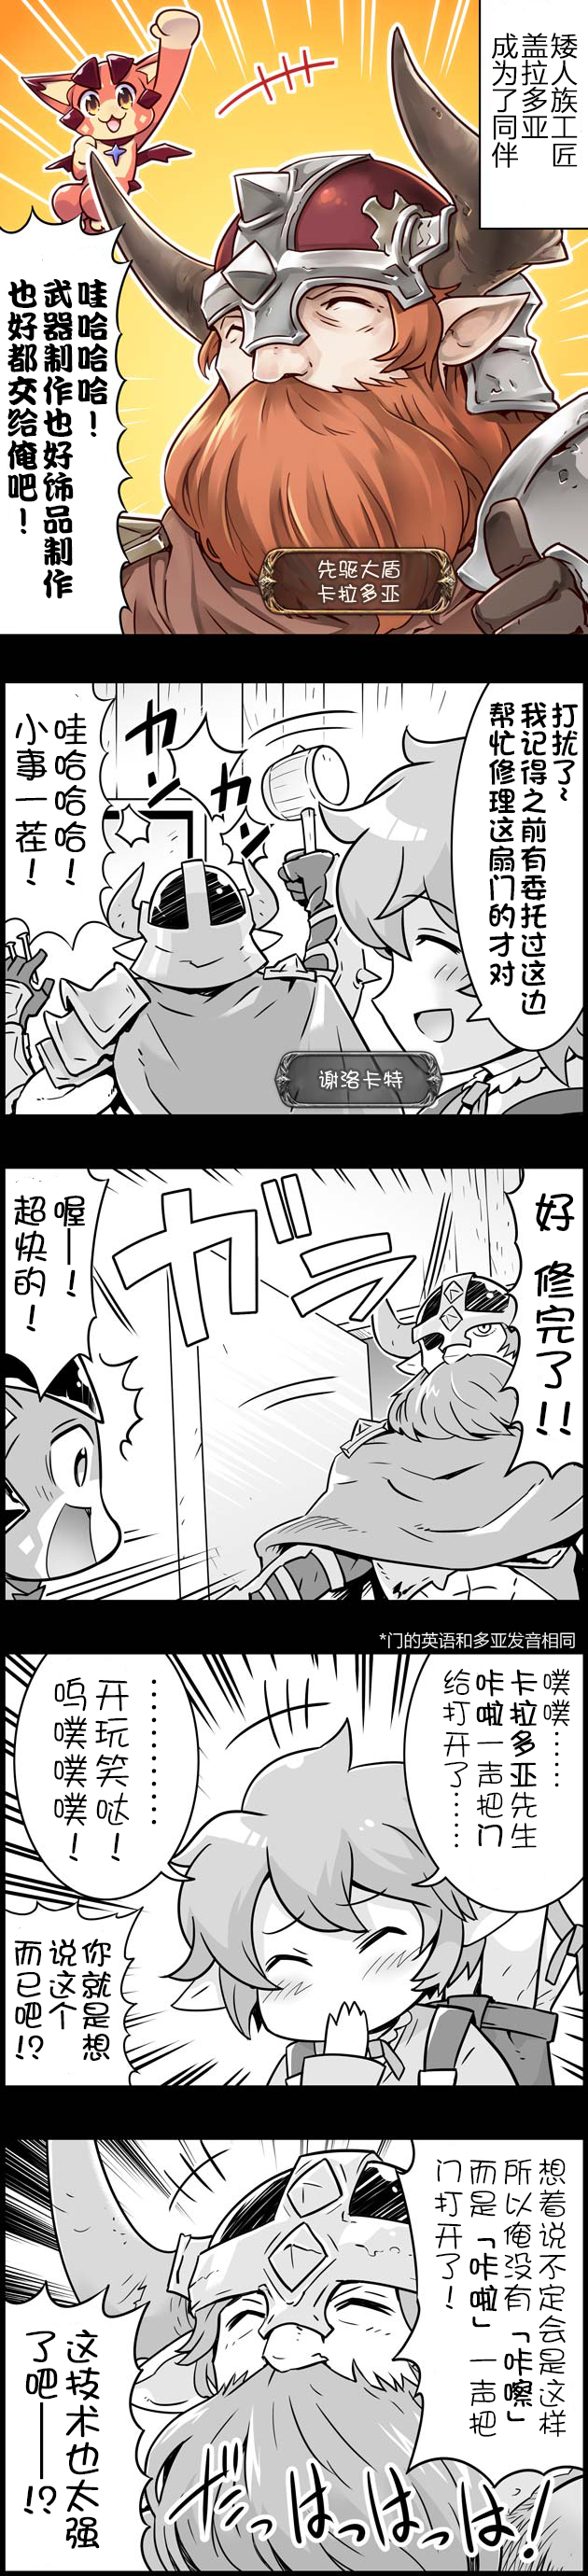 矮人族工匠
盖拉多亚
成为了同伴
哇哈哈哈！
武器制作也好饰品制作
也好都交给俺吧！
先驱大盾
卡拉多亚
打扰了~
我记得之前有委托过这边
帮忙修理这扇门的才对
カン
カン
哇哈哈哈！
小事一茬！
谢洛卡特
好 修完了!!
ガラ
喔—！
超快的！
*门的英语和多亚发音相同
噗噗……
卡拉多亚先生
咔啦一声把门
给打开了……
………
开玩笑哒！
呜噗噗噗！
你就是想
说这个
而已吧!?
想着说不定会是这样
所以俺没有「咔嚓」
而是「咔啦」一声把
门打开了！
だっはっはっは！
这技术也太强
了吧——!?